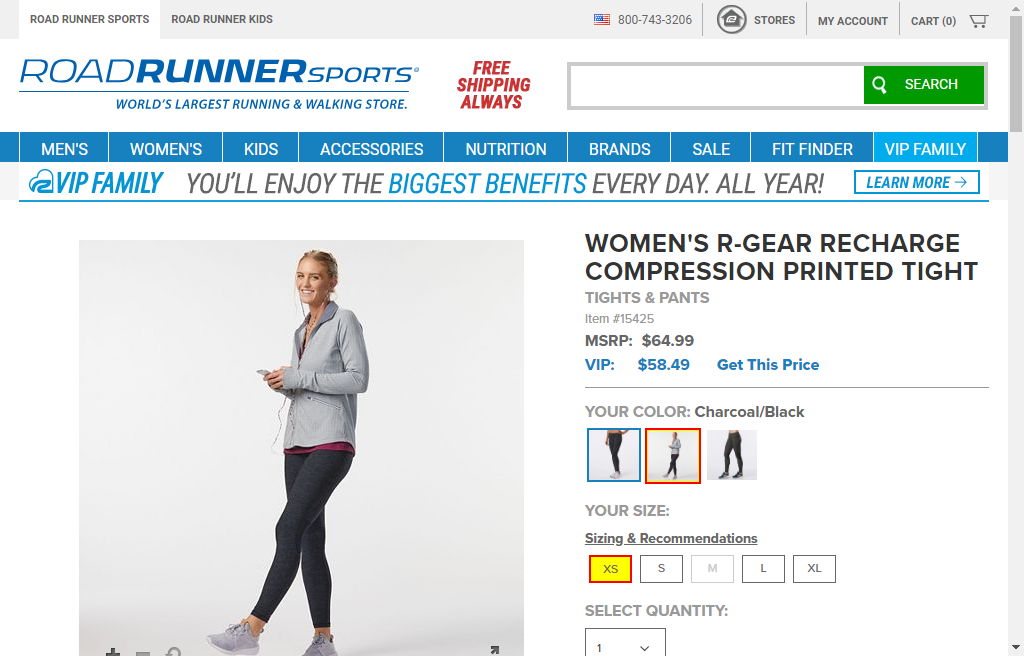 ROAD RUNNER SPORTS
ROAD RUNNER KIDS
800-743-3206
STORES
MY ACCOUNT
CART (0)
ROADRUNNERSPORTS®
WORLD'S LARGEST RUNNING & WALKING STORE.
FREE
SHIPPING
ALWAYS
SEARCH
MEN'S
WOMEN'S
KIDS
ACCESSORIES
NUTRITION
BRANDS
SALE
FIT FINDER
VIP FAMILY
VIP FAMILY YOU'LL ENJOY THE BIGGEST BENEFITS EVERY DAY. ALL YEAR! LEARN MORE →
WOMEN'S R-GEAR RECHARGE
COMPRESSION PRINTED TIGHT
TIGHTS & PANTS
Item #15425
MSRP: $64.99
VIP: $58.49 Get This Price
YOUR COLOR: Charcoal/Black
YOUR SIZE:
Sizing & Recommendations
XS S M L XL
SELECT QUANTITY:
1